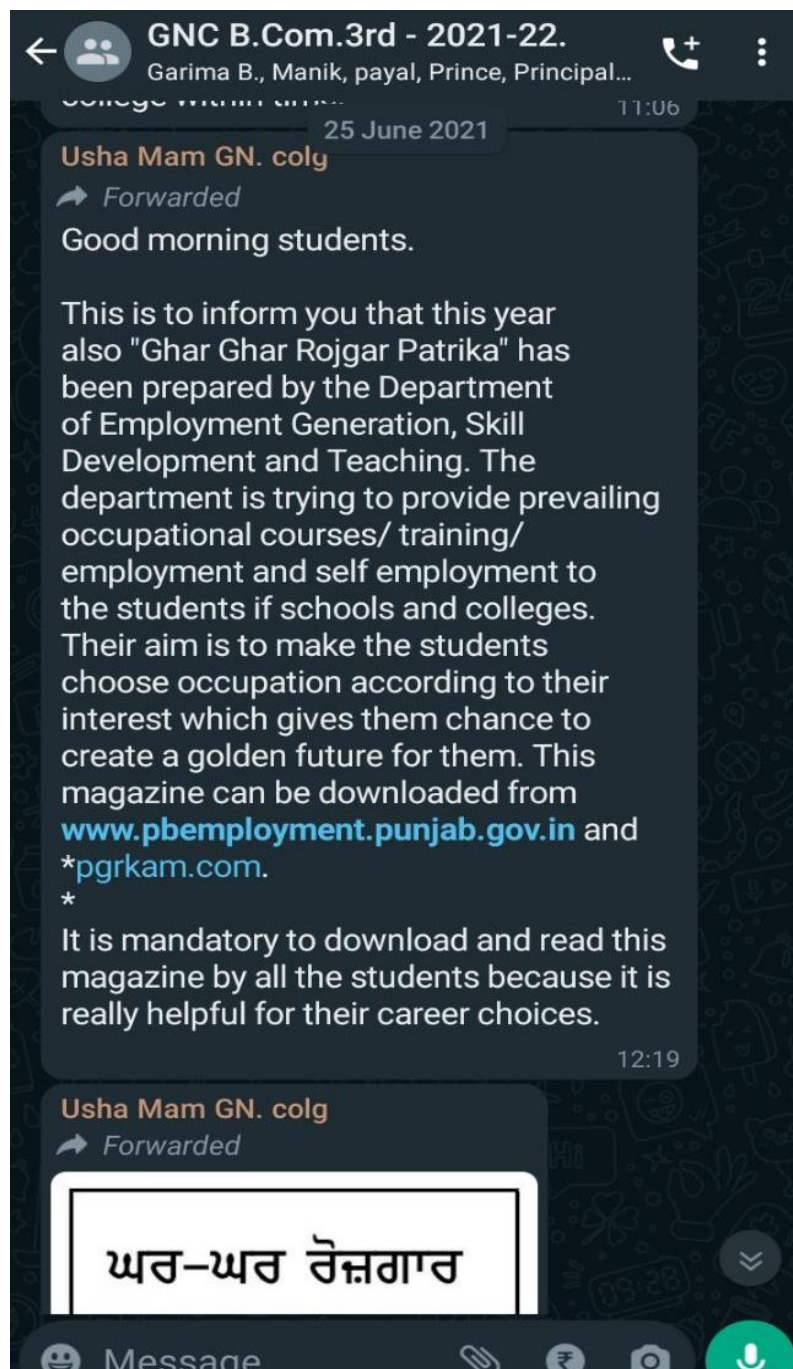 GNC B.Com.3rd - 2021-22.
Garima B., Manik, payal, Prince, Principal...
college within time.
11:06
25 June 2021
Usha Mam GN. colg
Forwarded
Good morning students.
This is to inform you that this year
also "Ghar Ghar Rojgar Patrika" has
been prepared by the Department
of Employment Generation, Skill
Development and Teaching. The
department is trying to provide prevailing
occupational courses/ training/
employment and self employment to
the students if schools and colleges.
Their aim is to make the students
choose occupation according to their
interest which gives them chance to
create a golden future for them. This
magazine can be downloaded from
www.pbemployment.punjab.gov.in and
*pgrkam.com.
*
It is mandatory to download and read this
magazine by all the students because it is
really helpful for their career choices.
12:19
Usha Mam GN. colg
Forwarded
ਘਰ-ਘਰ ਰੋਜ਼ਗਾਰ
Message